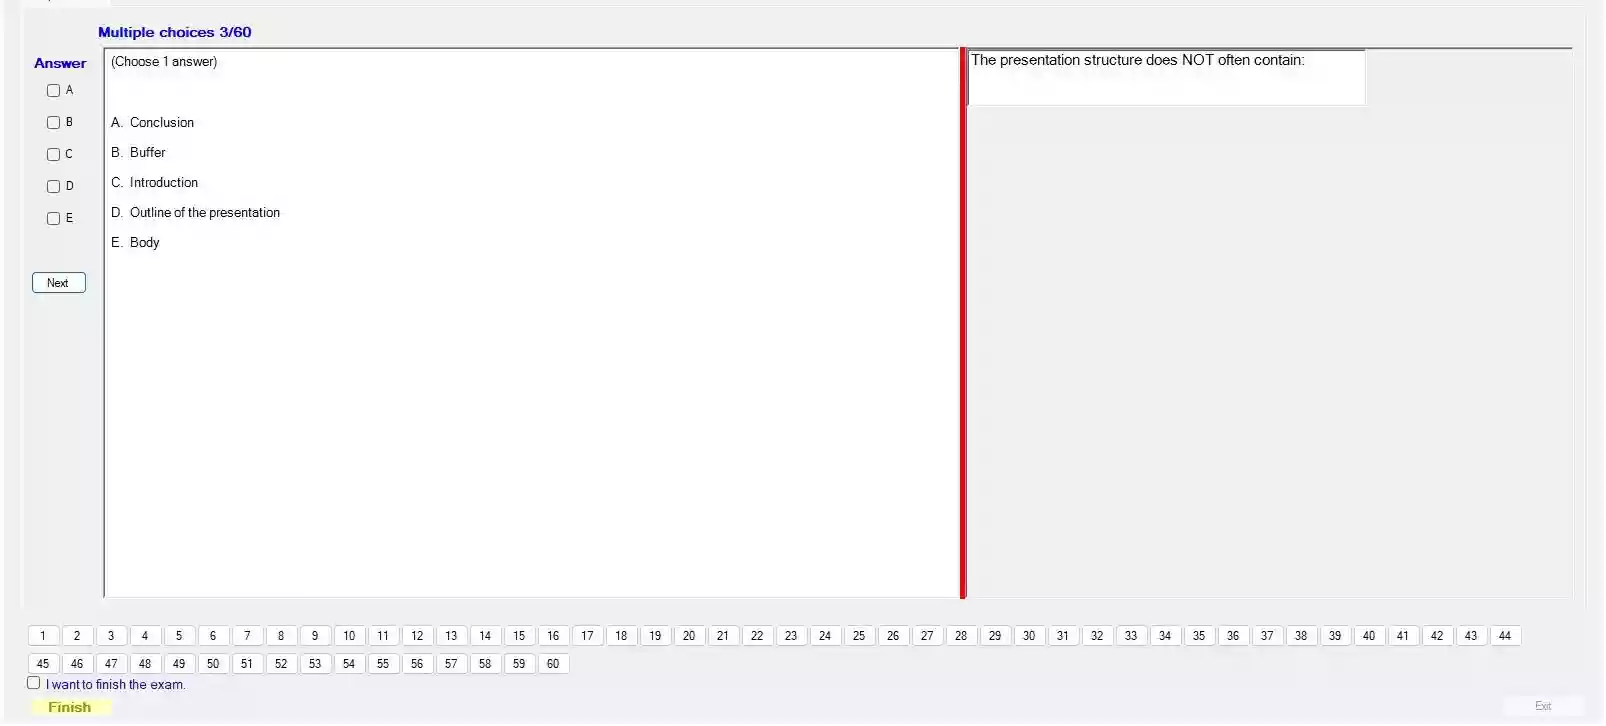 Multiple choices 3/60
Answer
(Choose 1 answer)
The presentation structure does NOT often contain:
A
B
C
D
E
A. Conclusion
B. Buffer
C. Introduction
D. Outline of the presentation
E. Body
Next
1 2 3 4 5 6 7 8 9 10 11 12 13 14 15 16 17 18 19 20 21 22 23 24 25 26 27 28 29 30 31 32 33 34 35 36 37 38 39 40 41 42 43 44
45 46 47 48 49 50 51 52 53 54 55 56 57 58 59 60
I want to finish the exam.
Finish
Exit